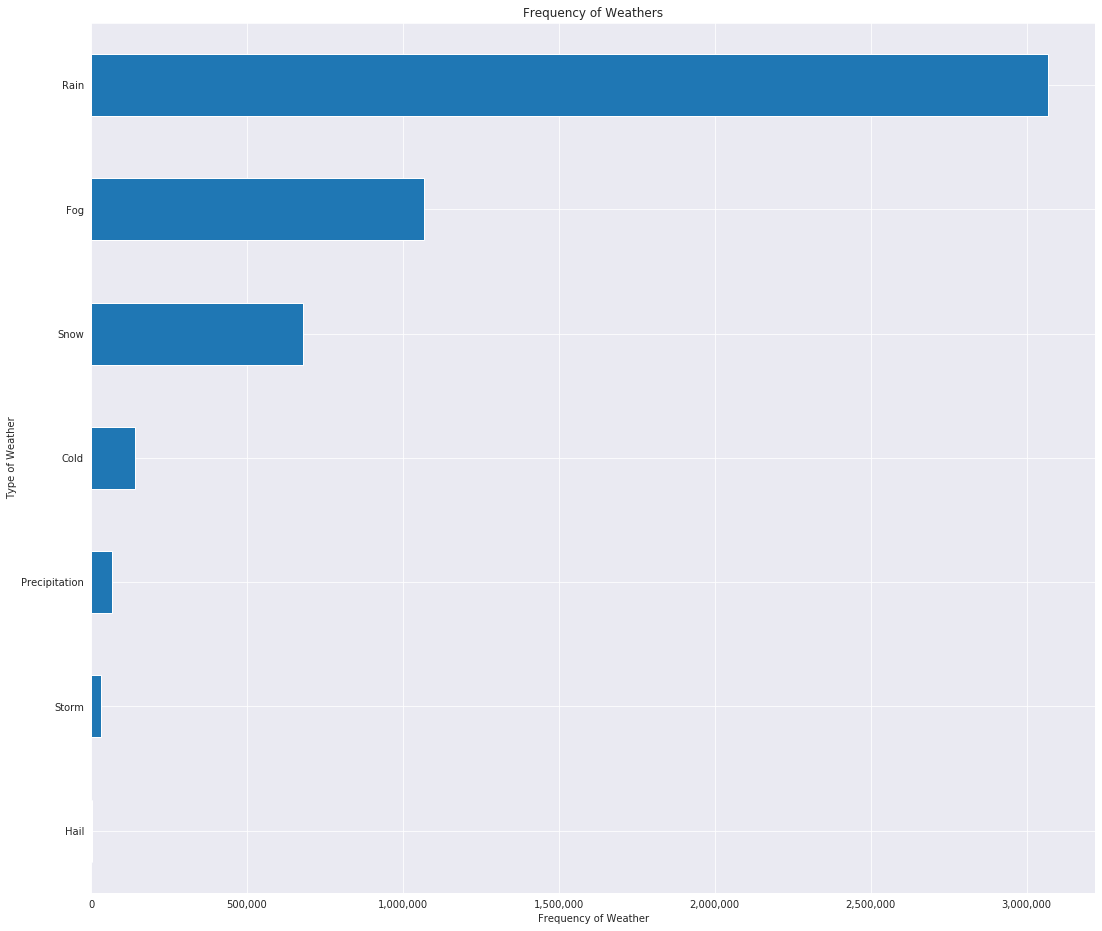 Frequency of Weathers
Rain
Fog
Snow
Cold
Precipitation
Storm
Hail
Type of Weather
0
500,000
1,000,000
1,500,000
2,000,000
2,500,000
3,000,000
Frequency of Weather